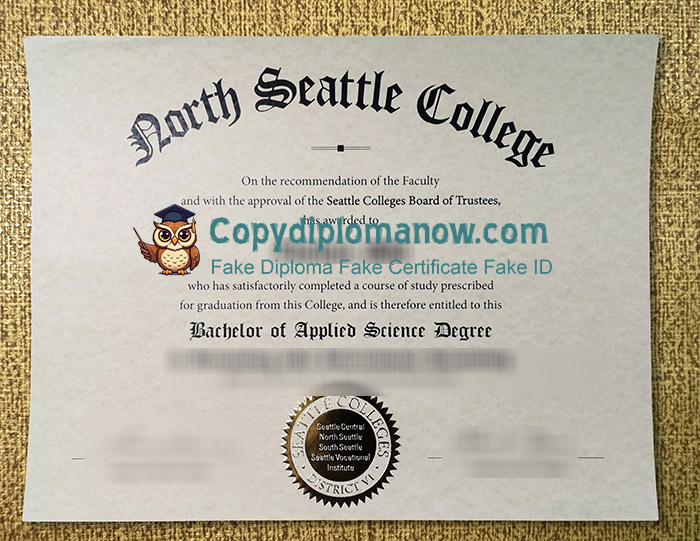 North Seattle College
On the recommendation of the Faculty
and with the approval of the Seattle Colleges Board of Trustees,
has awarded to
Copydiplomanow.com
Fake Diploma Fake Certificate Fake ID
who has satisfactorily completed a course of study prescribed
for graduation from this College, and is therefore entitled to this
Bachelor of Applied Science Degree
SEATTLE COLLEGES
Seattle Central
North Seattle
South Seattle
Seattle Vocational
Institute
DISTRICT VI